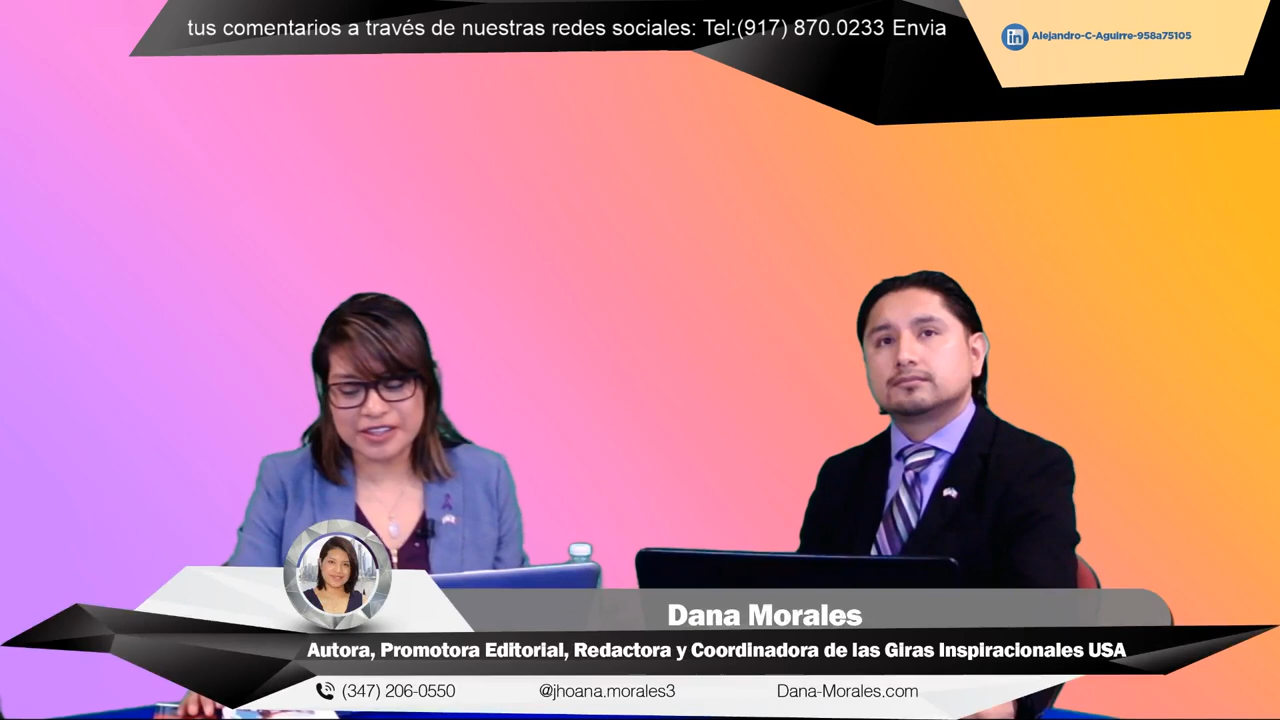 tus comentarios a través de nuestras redes sociales: Tel:(917) 870.0233 Envia
in Alejandro-C-Aguirre-958a75105
Dana Morales
Autora, Promotora Editorial, Redactora y Coordinadora de las Giras Inspiracionales USA
(347) 206-0550 @jhoana.morales3 Dana-Morales.com